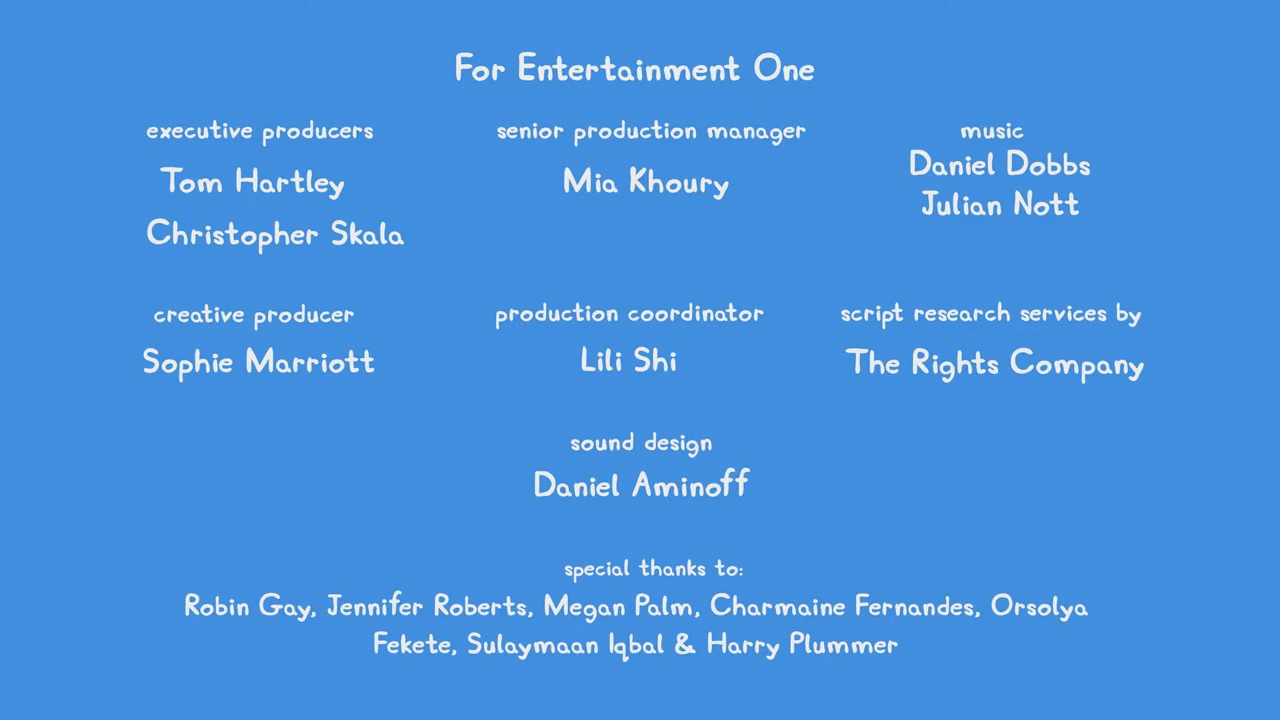 For Entertainment One
executive producers
Tom Hartley
Christopher Skala
senior production manager
Mia Khoury
music
Daniel Dobbs
Julian Nott
creative producer
Sophie Marriott
production coordinator
Lili Shi
script research services by
The Rights Company
sound design
Daniel Aminoff
special thanks to:
Robin Gay, Jennifer Roberts, Megan Palm, Charmaine Fernandes, Orsolya
Fekete, Sulaymaan Iqbal & Harry Plummer